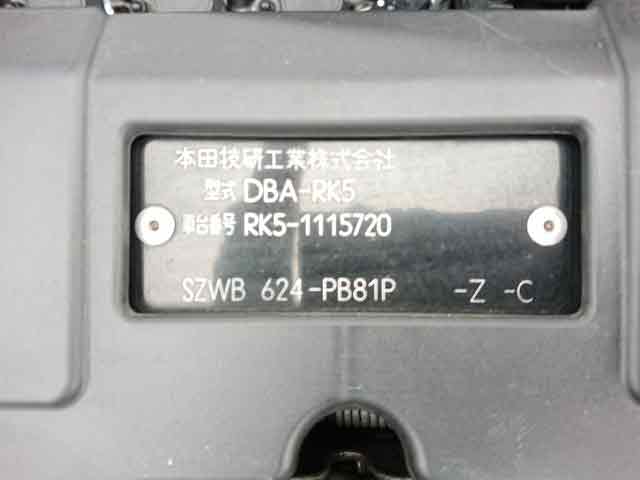 本田技研工業株式会社
型式 DBA-RK5
車台番号 RK5-1115720
SZWB 624-PB81P -Z -C